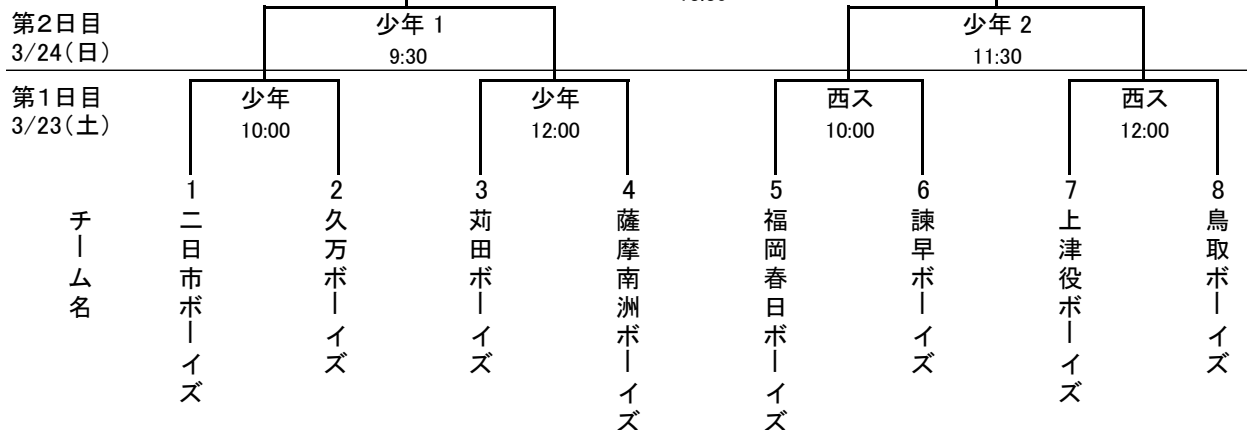 第2日目
3/24(日)
少年 1
9:30
少年 2
11:30
第1日目
3/23(土)
少年
10:00
少年
12:00
西ス
10:00
西ス
12:00
チーム名
1
二日市ボーイズ
2
久万ボーイズ
3
苅田ボーイズ
4
薩摩南洲ボーイズ
5
福岡春日ボーイズ
6
諫早ボーイズ
7
上津役ボーイズ
8
鳥取ボーイズ